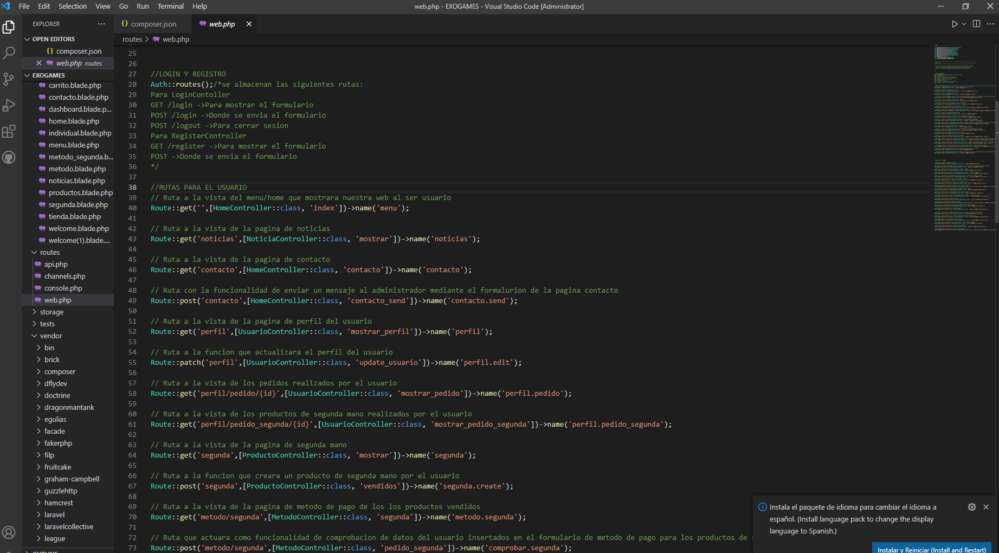 File Edit Selection View Go Run Terminal Help
web.php - EXOGAMES - Visual Studio Code [Administrator]
EXPLORER
OPEN EDITORS
{} composer.json
web.php routes
EXOGAMES
carrito.blade.php
contacto.blade.php
dashboard.blade.p...
home.blade.php
individual.blade.php
menu.blade.php
metodo_segunda.b...
metodo.blade.php
noticias.blade.php
productos.blade.php
segunda.blade.php
tienda.blade.php
welcome.blade.php
welcome(1).blade....
routes
api.php
channels.php
console.php
web.php
storage
tests
vendor
bin
brick
composer
dflydev
doctrine
dragonmantank
egulias
facade
fakerphp
filp
fruitcake
graham-campbell
guzzlehttp
hamcrest
laravel
laravelcollective
league
OUTLINE
{} composer.json
web.php
routes > web.php
25
26
27 //LOGIN Y REGISTRO
28 Auth::routes();/*se almacenan las siguientes rutas:
29 Para LoginContoller
30 GET /login ->Para mostrar el formulario
31 POST /login ->Donde se envia el formulario
32 POST /logout ->Para cerrar sesion
33 Para RegisterController
34 GET /register ->Para mostrar el formulario
35 POST ->Donde se envia el formulario
36 */
37
38 //RUTAS PARA EL USUARIO
39 // Ruta a la vista del menu/home que mostrara nuestra web al ser usuario
40 Route::get('',[HomeController::class, 'index'])->name('menu');
41
42 // Ruta a la vista de la pagina de noticias
43 Route::get('noticias',[NoticiaController::class, 'mostrar'])->name('noticias');
44
45 // Ruta a la vista de la pagina de contacto
46 Route::get('contacto',[HomeController::class, 'contacto'])->name('contacto');
47
48 // Ruta con la funcionalidad de enviar un mensaje al administrador mediante el formalurion de la pagina contacto
49 Route::post('contacto',[HomeController::class, 'contacto_send'])->name('contacto.send');
50
51 // Ruta a la vista de la pagina de perfil del usuario
52 Route::get('perfil',[UsuarioController::class, 'mostrar_perfil'])->name('perfil');
53
54 // Ruta a la funcion que actualizara el perfil del usuario
55 Route::patch('perfil',[UsuarioController::class, 'update_usuario'])->name('perfil.edit');
56
57 // Ruta a la vista de los pedidos realizados por el usuario
58 Route::get('perfil/pedido/{id}',[UsuarioController::class, 'mostrar_pedido'])->name('perfil.pedido');
59
60 // Ruta a la vista de los productos de segunda mano realizados por el usuario
61 Route::get('perfil/pedido_segunda/{id}',[UsuarioController::class, 'mostrar_pedido_segunda'])->name('perfil.pedido_segunda');
62
63 // Ruta a la vista de la pagina de segunda mano
64 Route::get('segunda',[ProductoController::class, 'mostrar'])->name('segunda');
65
66 // Ruta a la funcion que creara un producto de segunda mano por el usuario
67 Route::post('segunda',[ProductoController::class, 'vendidos'])->name('segunda.create');
68
69 // Ruta a la vista de la pagina de metodo de pago de los los productos vendidos
70 Route::get('metodo/segunda',[MetodoController::class, 'segunda'])->name('metodo.segunda');
71
72 // Ruta que actuara como funcionalidad de comprobacion de datos del usuario insertados en el formulario de metodo de pago para los productos de s
73 Route::post('metodo/segunda',[MetodoController::class, 'pedido_segunda'])->name('comprobar.segunda');
Instala el paquete de idioma para cambiar el idioma a
español. (Install language pack to change the display
language to Spanish.)
Instalar y Reiniciar (Install and Restart)